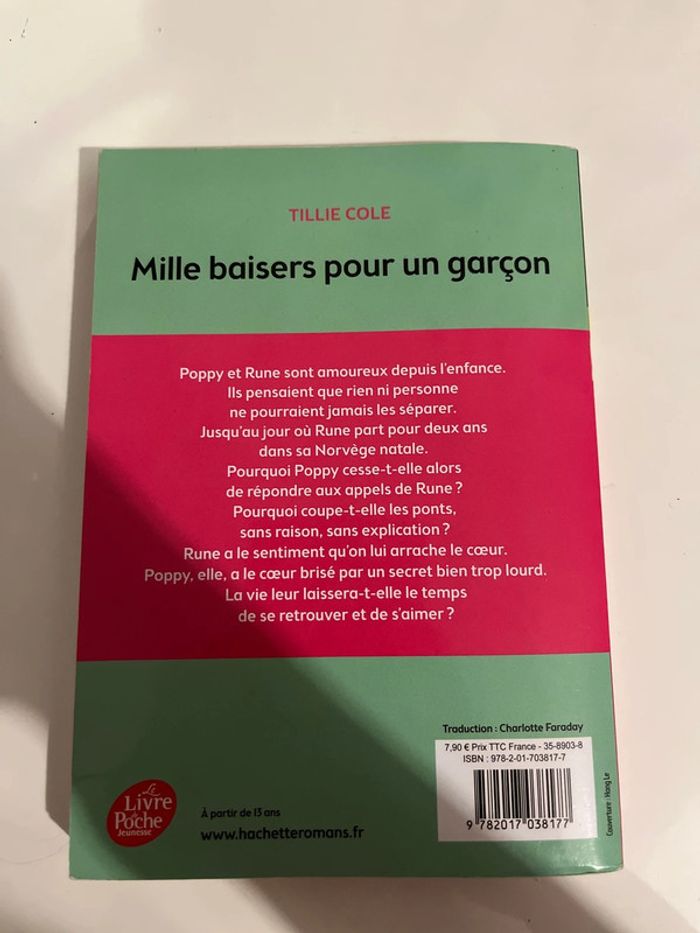 TILLIE COLE
Mille baisers pour un garçon
Poppy et Rune sont amoureux depuis l'enfance.
Ils pensaient que rien ni personne
ne pourraient jamais les séparer.
Jusqu'au jour où Rune part pour deux ans
dans sa Norvège natale.
Pourquoi Poppy cesse-t-elle alors
de répondre aux appels de Rune ?
Pourquoi coupe-t-elle les ponts,
sans raison, sans explication ?
Rune a le sentiment qu'on lui arrache le cœur.
Poppy, elle, a le cœur brisé par un secret bien trop lourd.
La vie leur laissera-t-elle le temps
de se retrouver et de s'aimer ?
Traduction : Charlotte Faraday
7,90 € Prix TTC France - 35-8903-8
ISBN : 978-2-01-703817-7
9 782017 038177
Couverture : Hang Le
Le
Livre
de
Poche
Jeunesse
À partir de 13 ans
www.hachetteromans.fr